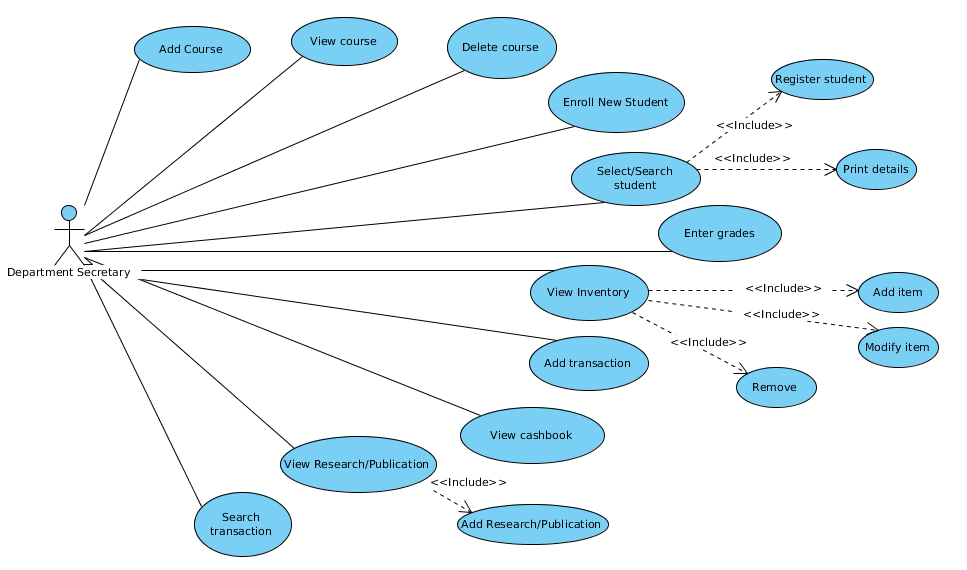 Add Course
View course
Delete course
Register student
Enroll New Student
<<Include>>
<<Include>>
Print details
Select/Search
student
Enter grades
Department Secretary
View Inventory
<<Include>>
Add item
<<Include>>
<<Include>>
Modify item
Add transaction
Remove
View cashbook
View Research/Publication
<<Include>>
Search
transaction
Add Research/Publication